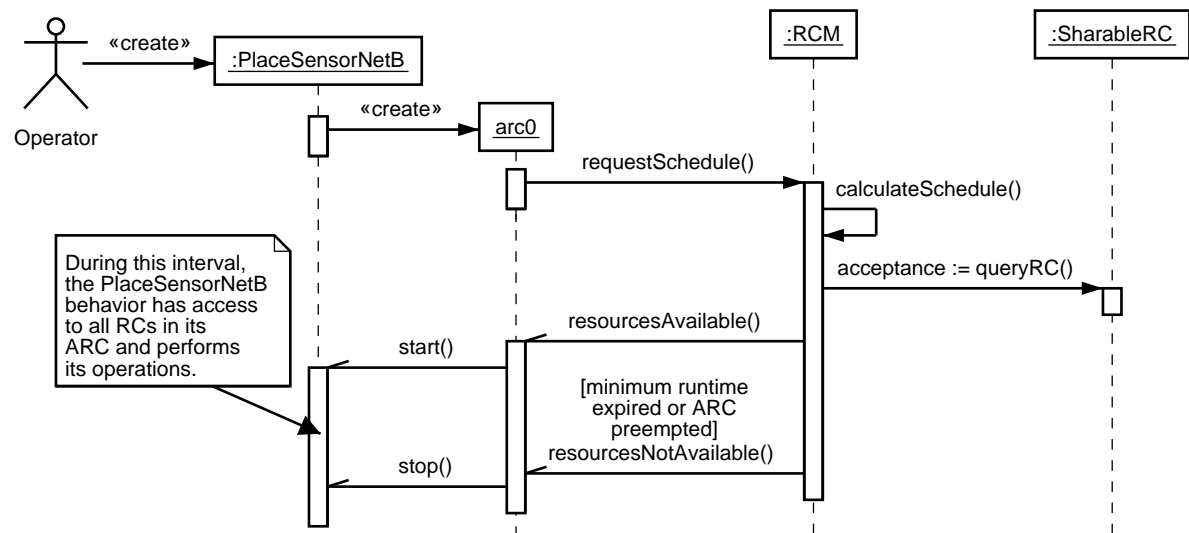 «create»
Operator
:PlaceSensorNetB
:RCM
:SharableRC
«create»
arc0
requestSchedule()
calculateSchedule()
acceptance := queryRC()
During this interval,
the PlaceSensorNetB
behavior has access
to all RCs in its
ARC and performs
its operations.
resourcesAvailable()
start()
[minimum runtime
expired or ARC
preempted]
resourcesNotAvailable()
stop()